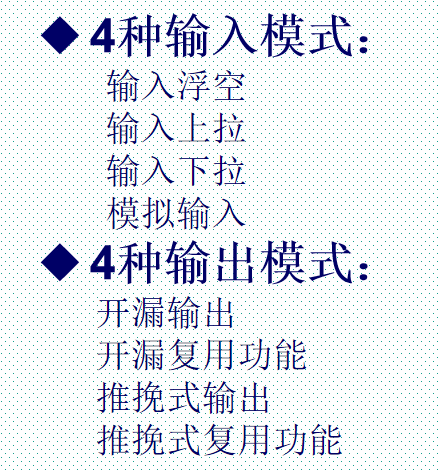 ◆ 4种输入模式：
输入浮空
输入上拉
输入下拉
模拟输入
◆ 4种输出模式：
开漏输出
开漏复用功能
推挽式输出
推挽式复用功能